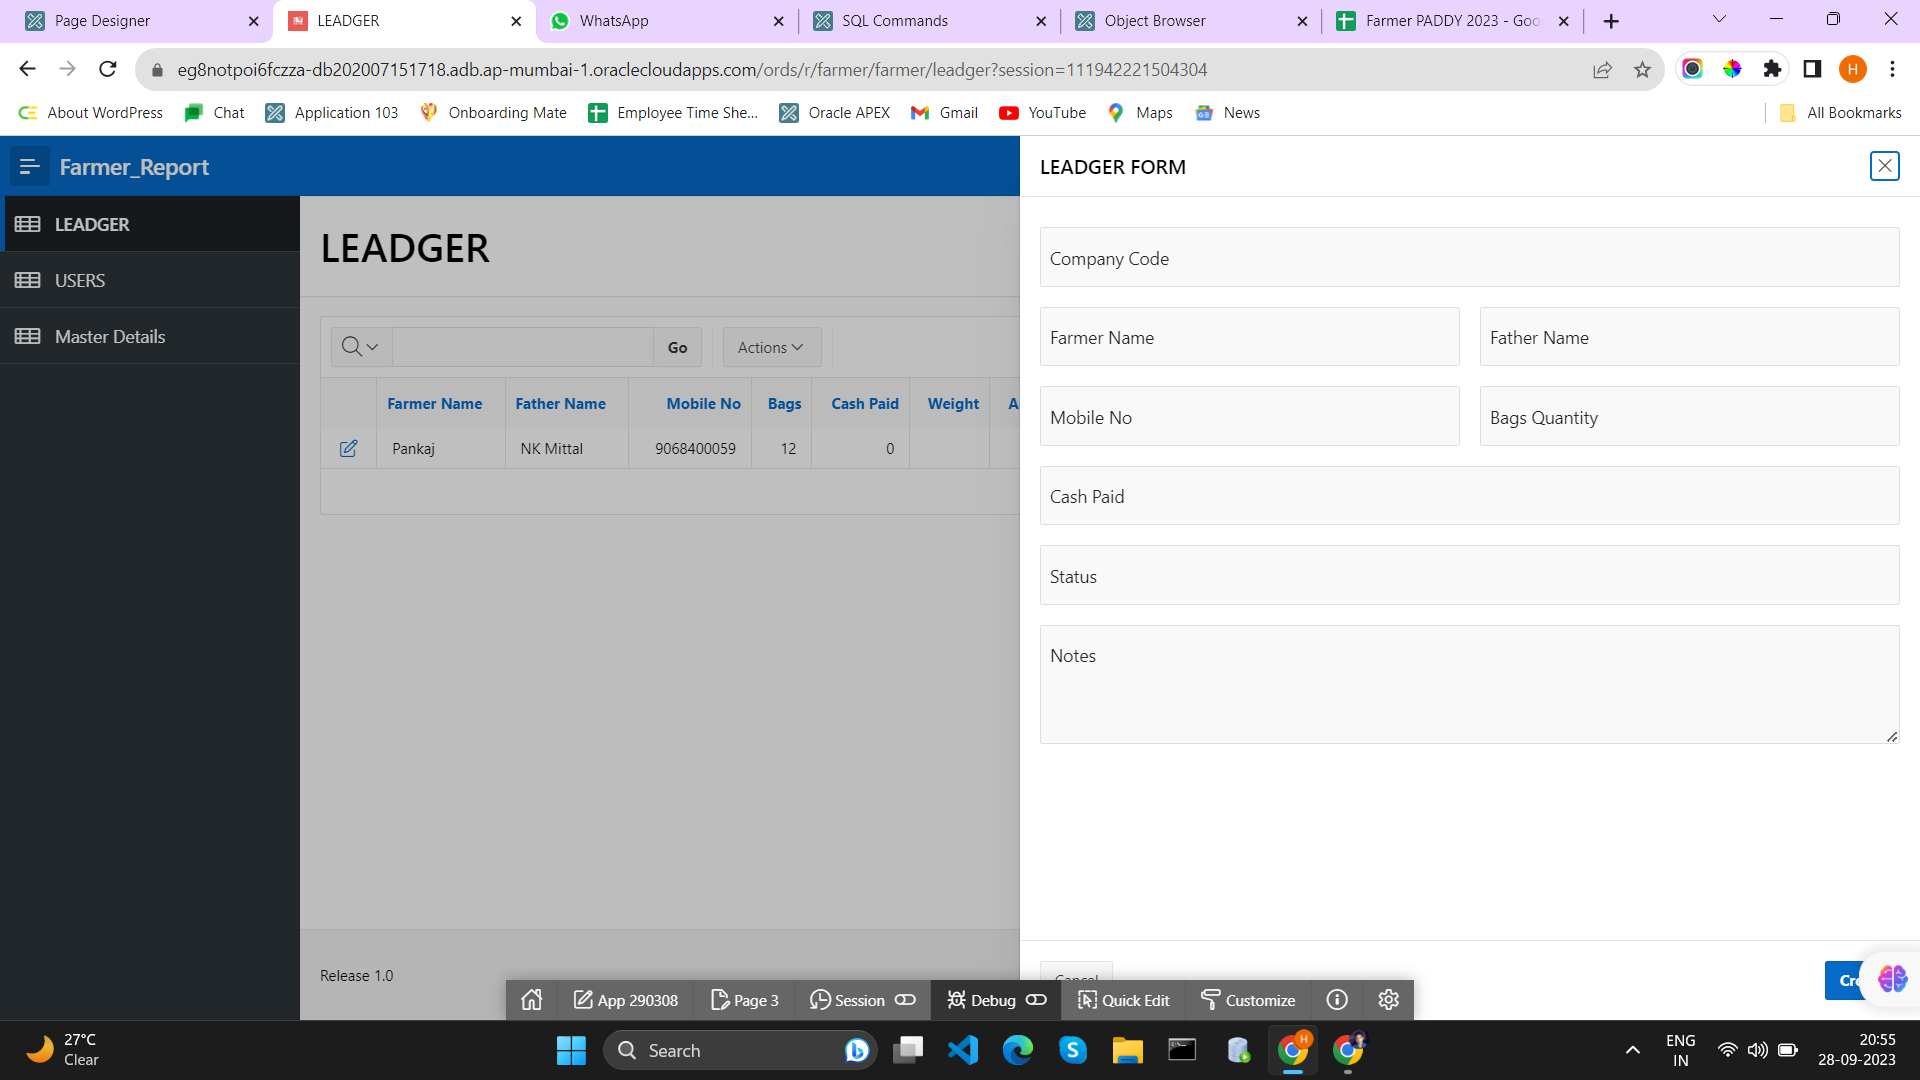 Page Designer
LEADGER
WhatsApp
SQL Commands
Object Browser
Farmer PADDY 2023 - Goo
eg8notpoi6fczza-db202007151718.adb.ap-mumbai-1.oraclecloudapps.com/ords/r/farmer/farmer/leadger?session=111942221504304
H
About WordPress
Chat
Application 103
Onboarding Mate
Employee Time She...
Oracle APEX
Gmail
YouTube
Maps
News
All Bookmarks
Farmer_Report
LEADGER
USERS
Master Details
LEADGER
Go
Actions
Farmer Name Father Name Mobile No Bags Cash Paid Weight A
Pankaj NK Mittal 9068400059 12 0
Release 1.0
LEADGER FORM
Company Code
Farmer Name
Father Name
Mobile No
Bags Quantity
Cash Paid
Status
Notes
Cancel
Cre
App 290308
Page 3
Session
Debug
Quick Edit
Customize
27°C
Clear
Search
H
ENG
IN
20:55
28-09-2023